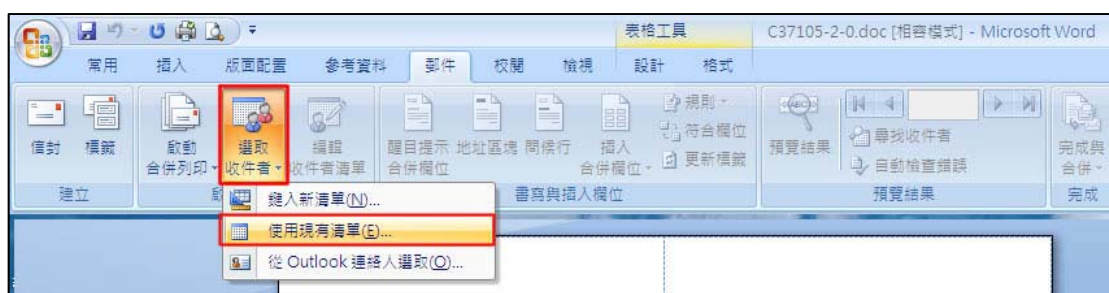 表格工具
C37105-2-0.doc [相容模式] - Microsoft Word
常用 插入 版面配置 參考資料 郵件 校閱 檢視 設計 格式
信封
標籤
啟動
合併列印
選取
收件者
編輯
收件者清單
醒目提示
合併欄位
地址區塊
問候行
插入
合併欄位
規則
符合欄位
更新標籤
ABC
預覽結果
尋找收件者
自動檢查錯誤
完成與
合併
建立
書寫與插入欄位
預覽結果
完成
鍵入新清單(N)...
使用現有清單(E)...
從 Outlook 連絡人選取(O)...